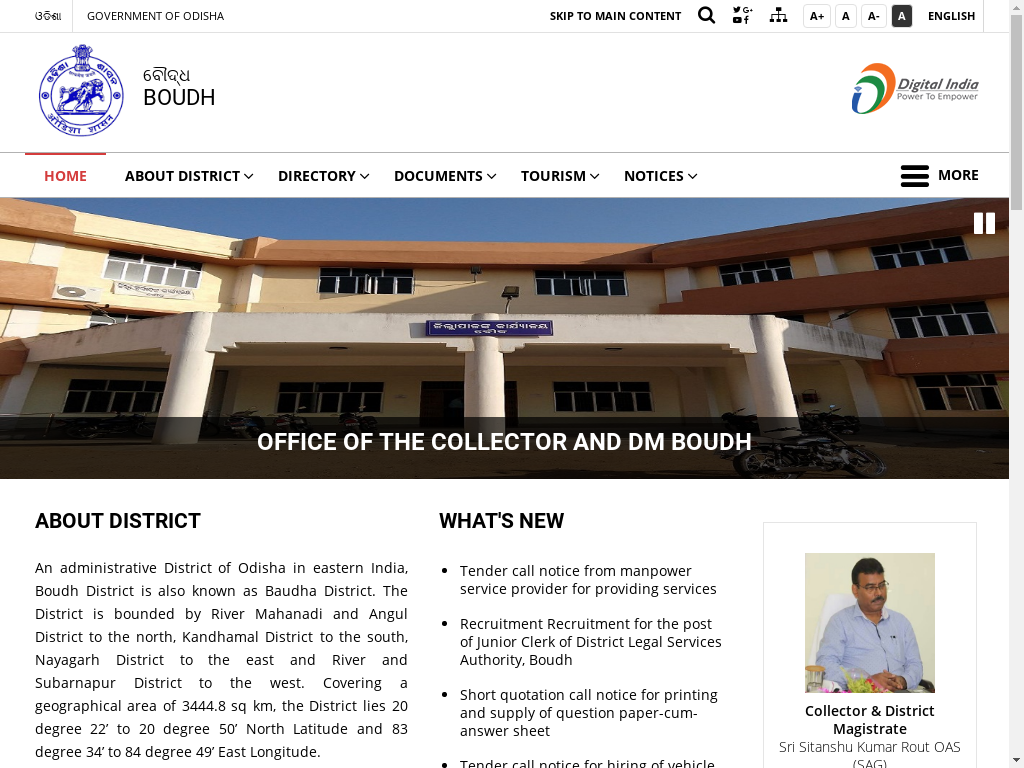 ଓଡିଶା
GOVERNMENT OF ODISHA
SKIP TO MAIN CONTENT
A+
A
A-
A
ENGLISH
ବୌଦ୍ଧ
BOUDH
Digital India
Power To Empower
HOME
ABOUT DISTRICT
DIRECTORY
DOCUMENTS
TOURISM
NOTICES
MORE
ଜିଲ୍ଲାପାଳଙ୍କ କାର୍ଯ୍ୟାଳୟ
ବୌଦ୍ଧ
OFFICE OF THE COLLECTOR AND DM BOUDH
ABOUT DISTRICT
An administrative District of Odisha in eastern India,
Boudh District is also known as Baudha District. The
District is bounded by River Mahanadi and Angul
District to the north, Kandhamal District to the south,
Nayagarh District to the east and River and
Subarnapur District to the west. Covering a
geographical area of 3444.8 sq km, the District lies 20
degree 22’ to 20 degree 50’ North Latitude and 83
degree 34’ to 84 degree 49’ East Longitude.
WHAT'S NEW
Tender call notice from manpower
service provider for providing services
Recruitment Recruitment for the post
of Junior Clerk of District Legal Services
Authority, Boudh
Short quotation call notice for printing
and supply of question paper-cum-
answer sheet
Tender call notice for hiring of vehicle
Collector & District
Magistrate
Sri Sitanshu Kumar Rout OAS
(SAG)